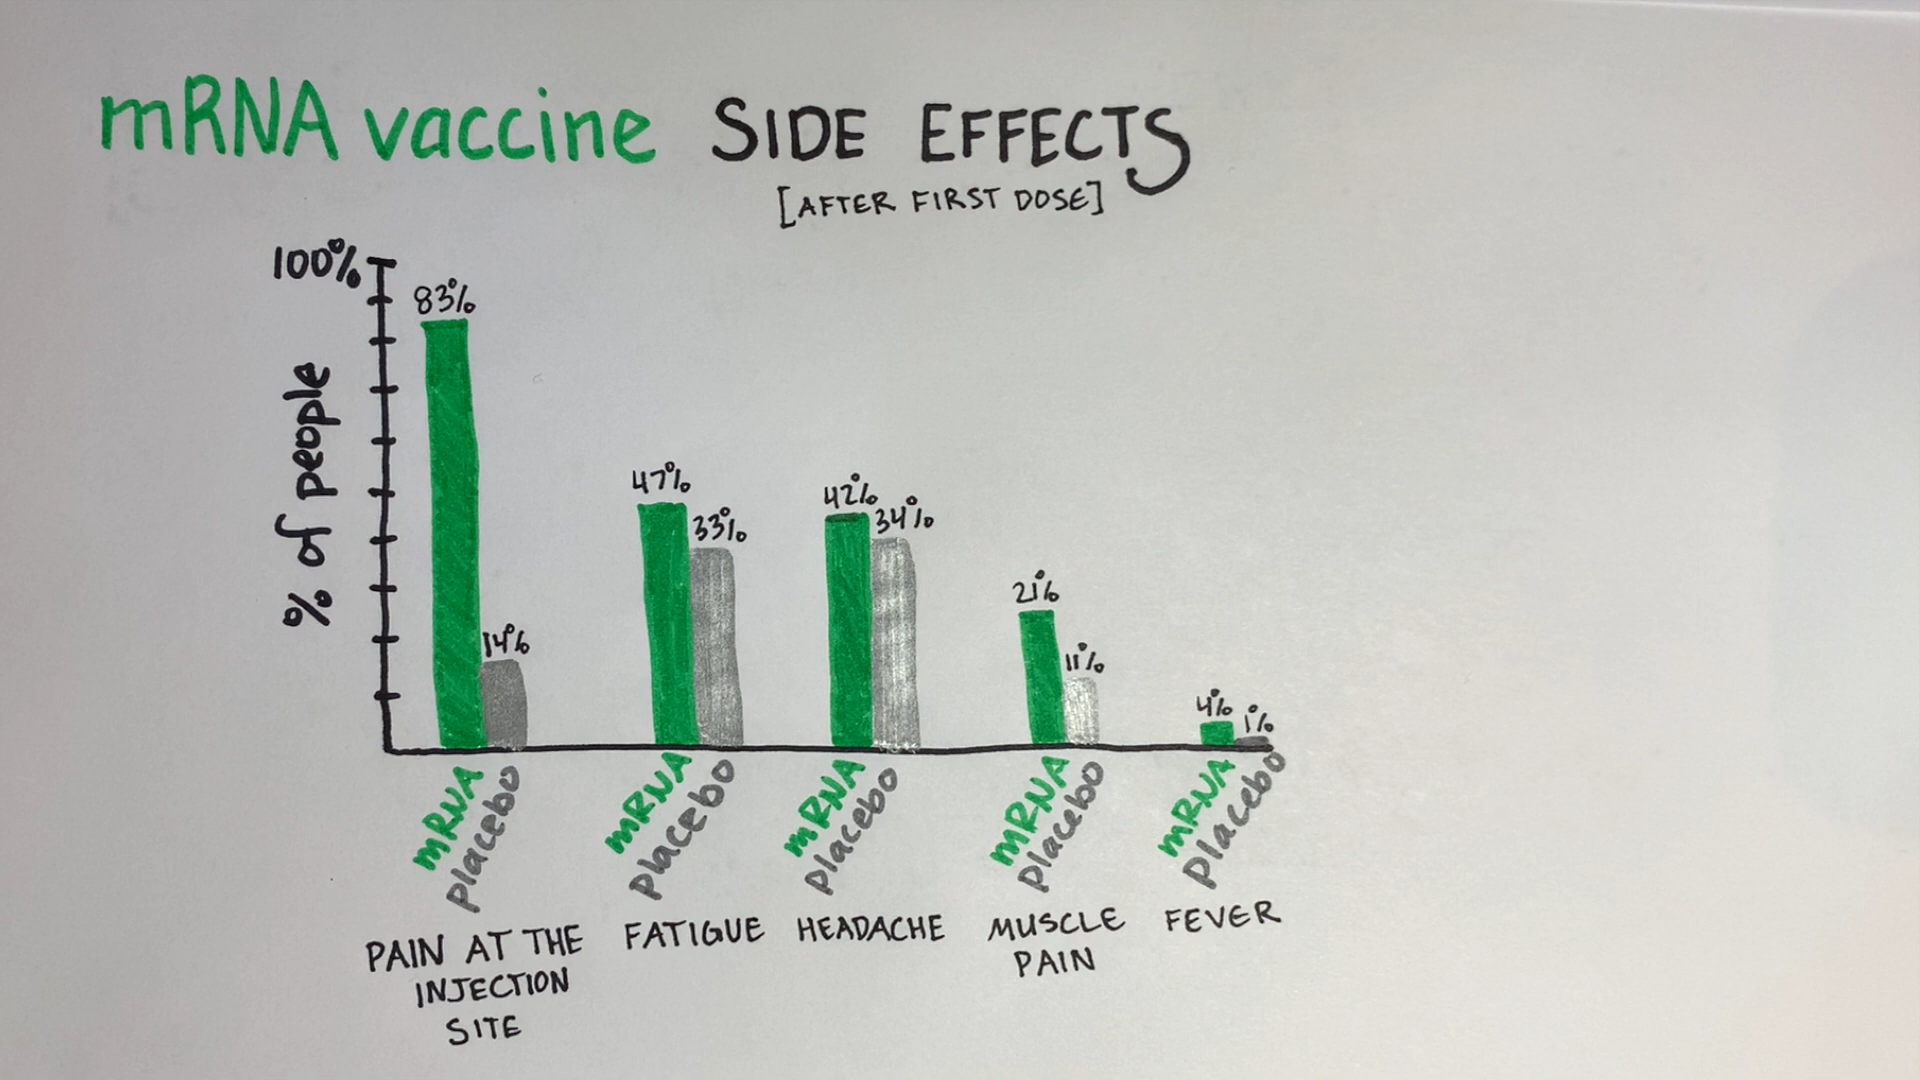 mRNA vaccine SIDE EFFECTS
[AFTER FIRST DOSE]
100%
% of people
83%
14%
47%
33%
42%
34%
21%
11%
4%
1%
mRNA
placebo
mRNA
placebo
mRNA
placebo
mRNA
placebo
mRNA
placebo
PAIN AT THE
INJECTION
SITE
FATIGUE
HEADACHE
MUSCLE
PAIN
FEVER